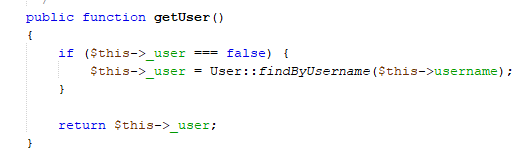 public function getUser()
{
if ($this->_user === false) {
$this->_user = User::findByUsername($this->username);
}
return $this->_user;
}